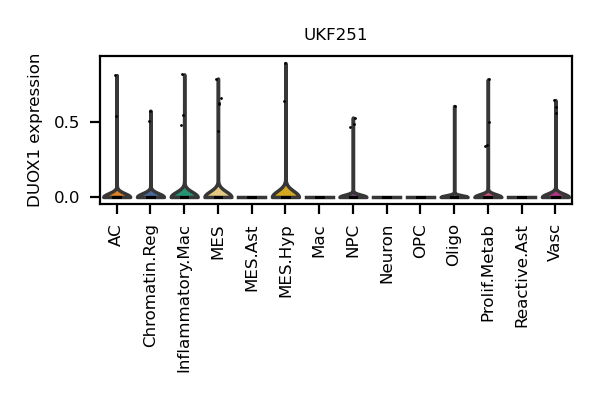 UKF251
DUOX1 expression
0.5
0.0
AC
Chromatin.Reg
Inflammatory.Mac
MES
MES.Ast
MES.Hyp
Mac
NPC
Neuron
OPC
Oligo
Prolif.Metab
Reactive.Ast
Vasc